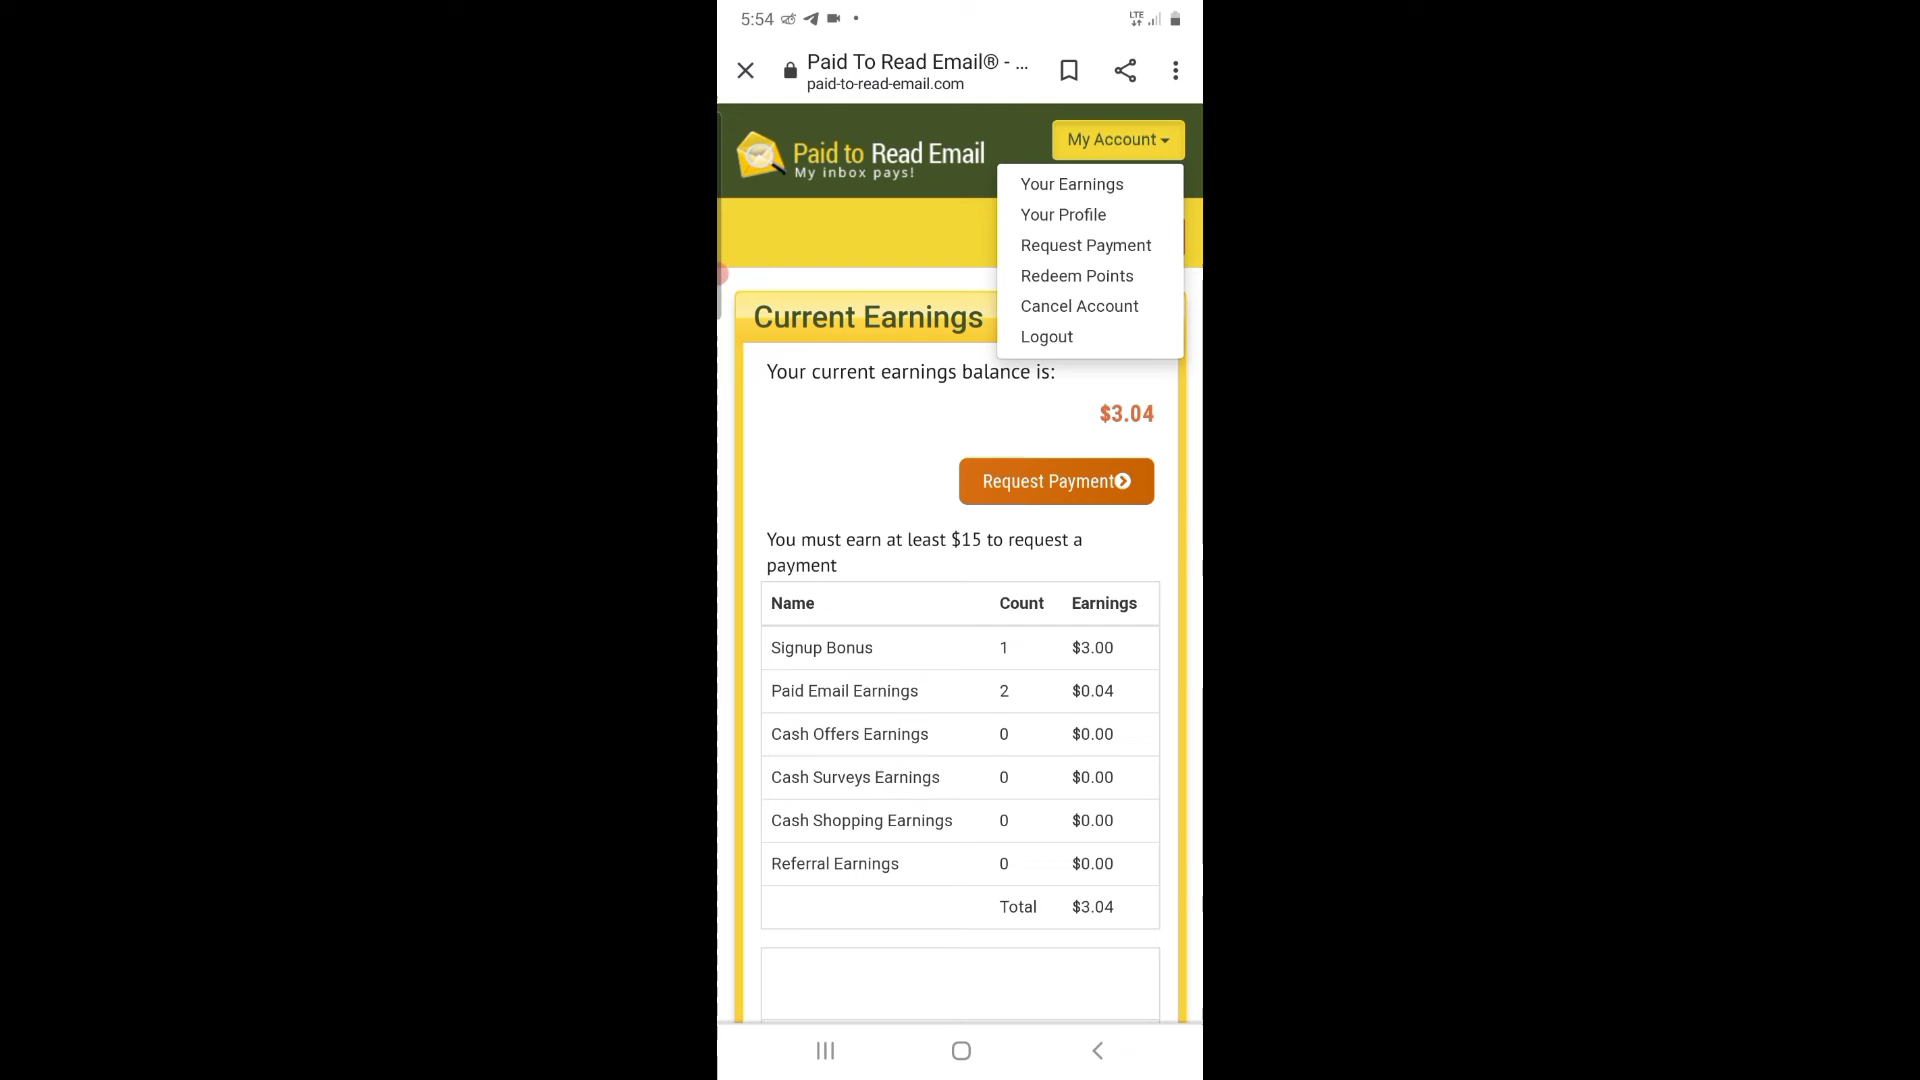 5:54
LTE
Paid To Read Email® - ...
paid-to-read-email.com
Paid to Read Email
My inbox pays!
My Account
Your Earnings
Your Profile
Request Payment
Redeem Points
Cancel Account
Logout
Current Earnings
Your current earnings balance is:
$3.04
Request Payment
You must earn at least $15 to request a
payment
Name Count Earnings
Signup Bonus 1 $3.00
Paid Email Earnings 2 $0.04
Cash Offers Earnings 0 $0.00
Cash Surveys Earnings 0 $0.00
Cash Shopping Earnings 0 $0.00
Referral Earnings 0 $0.00
Total $3.04